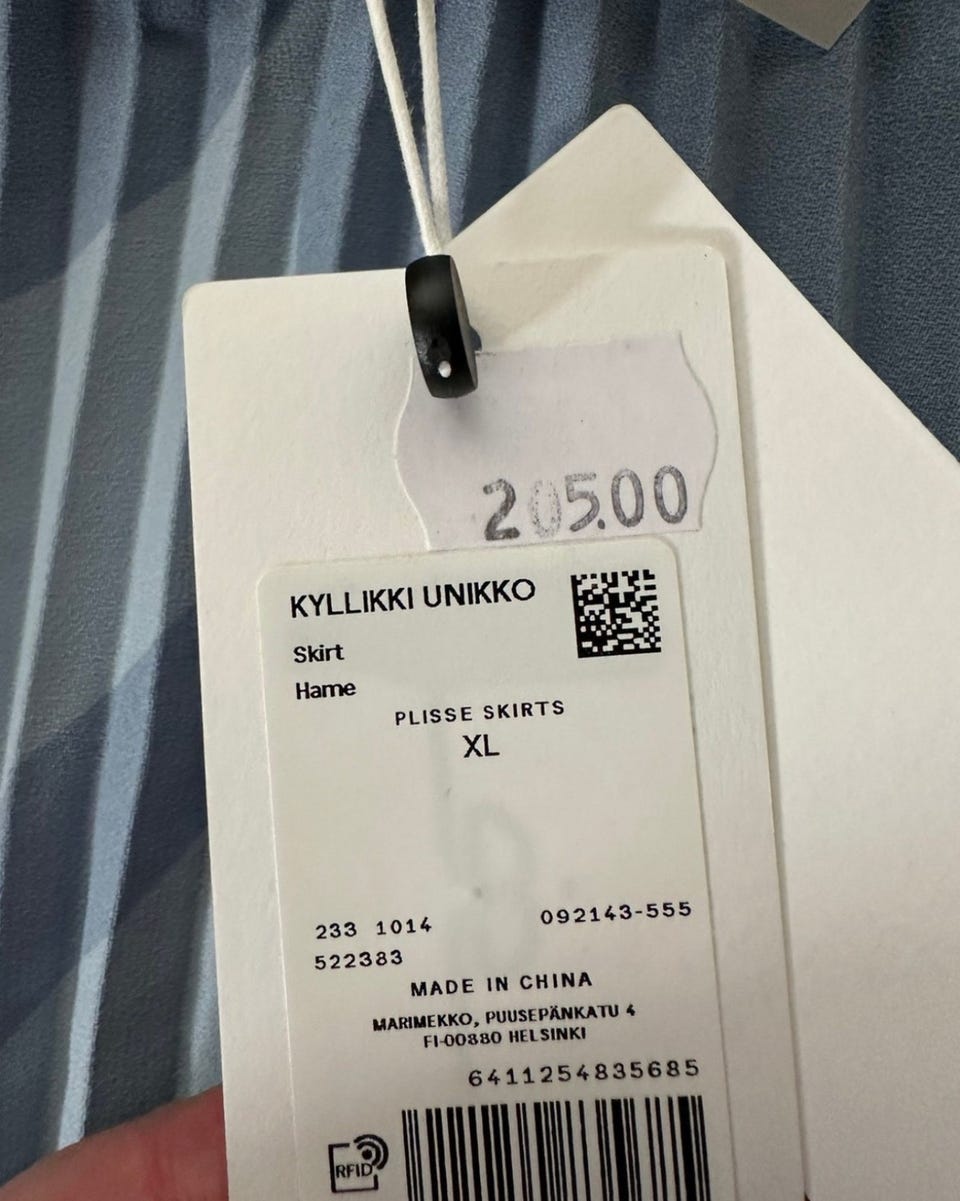 205.00
KYLLIKKI UNIKKO
Skirt
Hame
PLISSE SKIRTS
XL
233 1014 092143-555
522383
MADE IN CHINA
MARIMEKKO, PUUSEPÄNKATU 4
FI-00880 HELSINKI
6411254835685
RFID